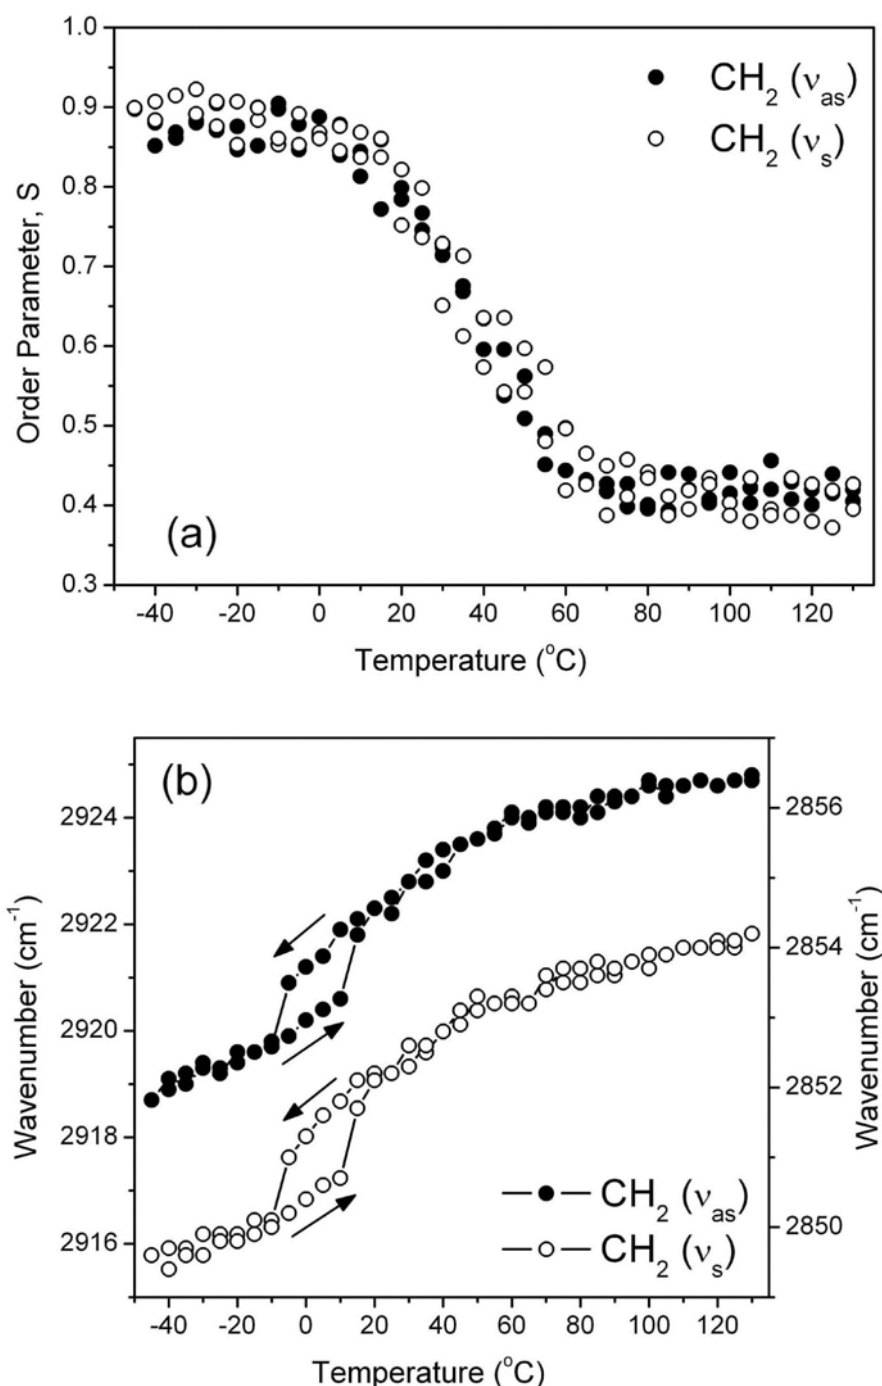 1.0
0.9
0.8
0.7
0.6
0.5
0.4
0.3
Order Parameter, S
CH₂ (νas)
CH₂ (νs)
(a)
-40 -20 0 20 40 60 80 100 120
Temperature (°C)
(b)
2924
2922
2920
2918
2916
Wavenumber (cm⁻¹)
2856
2854
2852
2850
Wavenumber (cm⁻¹)
CH₂ (νas)
CH₂ (νs)
-40 -20 0 20 40 60 80 100 120
Temperature (°C)